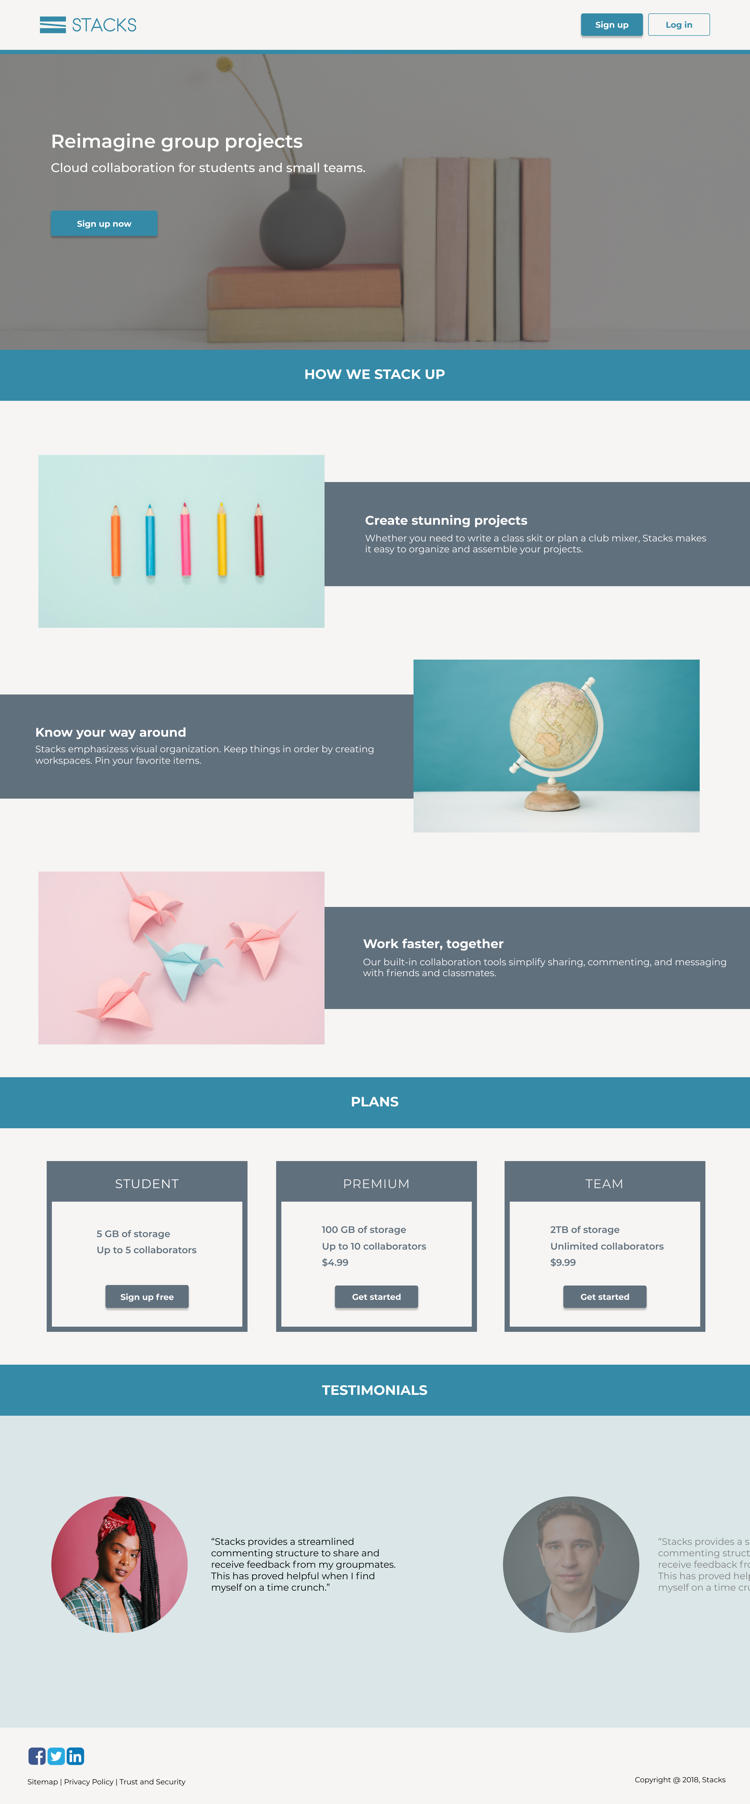 STACKS
Sign up
Log in
Reimagine group projects
Cloud collaboration for students and small teams.
Sign up now
HOW WE STACK UP
Create stunning projects
Whether you need to write a class skit or plan a club mixer, Stacks makes
it easy to organize and assemble your projects.
Know your way around
Stacks emphasizess visual organization. Keep things in order by creating
workspaces. Pin your favorite items.
Work faster, together
Our built-in collaboration tools simplify sharing, commenting, and messaging
with friends and classmates.
PLANS
STUDENT
5 GB of storage
Up to 5 collaborators
Sign up free
PREMIUM
100 GB of storage
Up to 10 collaborators
$4.99
Get started
TEAM
2TB of storage
Unlimited collaborators
$9.99
Get started
TESTIMONIALS
“Stacks provides a streamlined
commenting structure to share and
receive feedback from my groupmates.
This has proved helpful when I find
myself on a time crunch.”
“Stacks provides a s
commenting struct
receive feedback fro
This has proved help
myself on a time cru
Sitemap | Privacy Policy | Trust and Security
Copyright @ 2018, Stacks